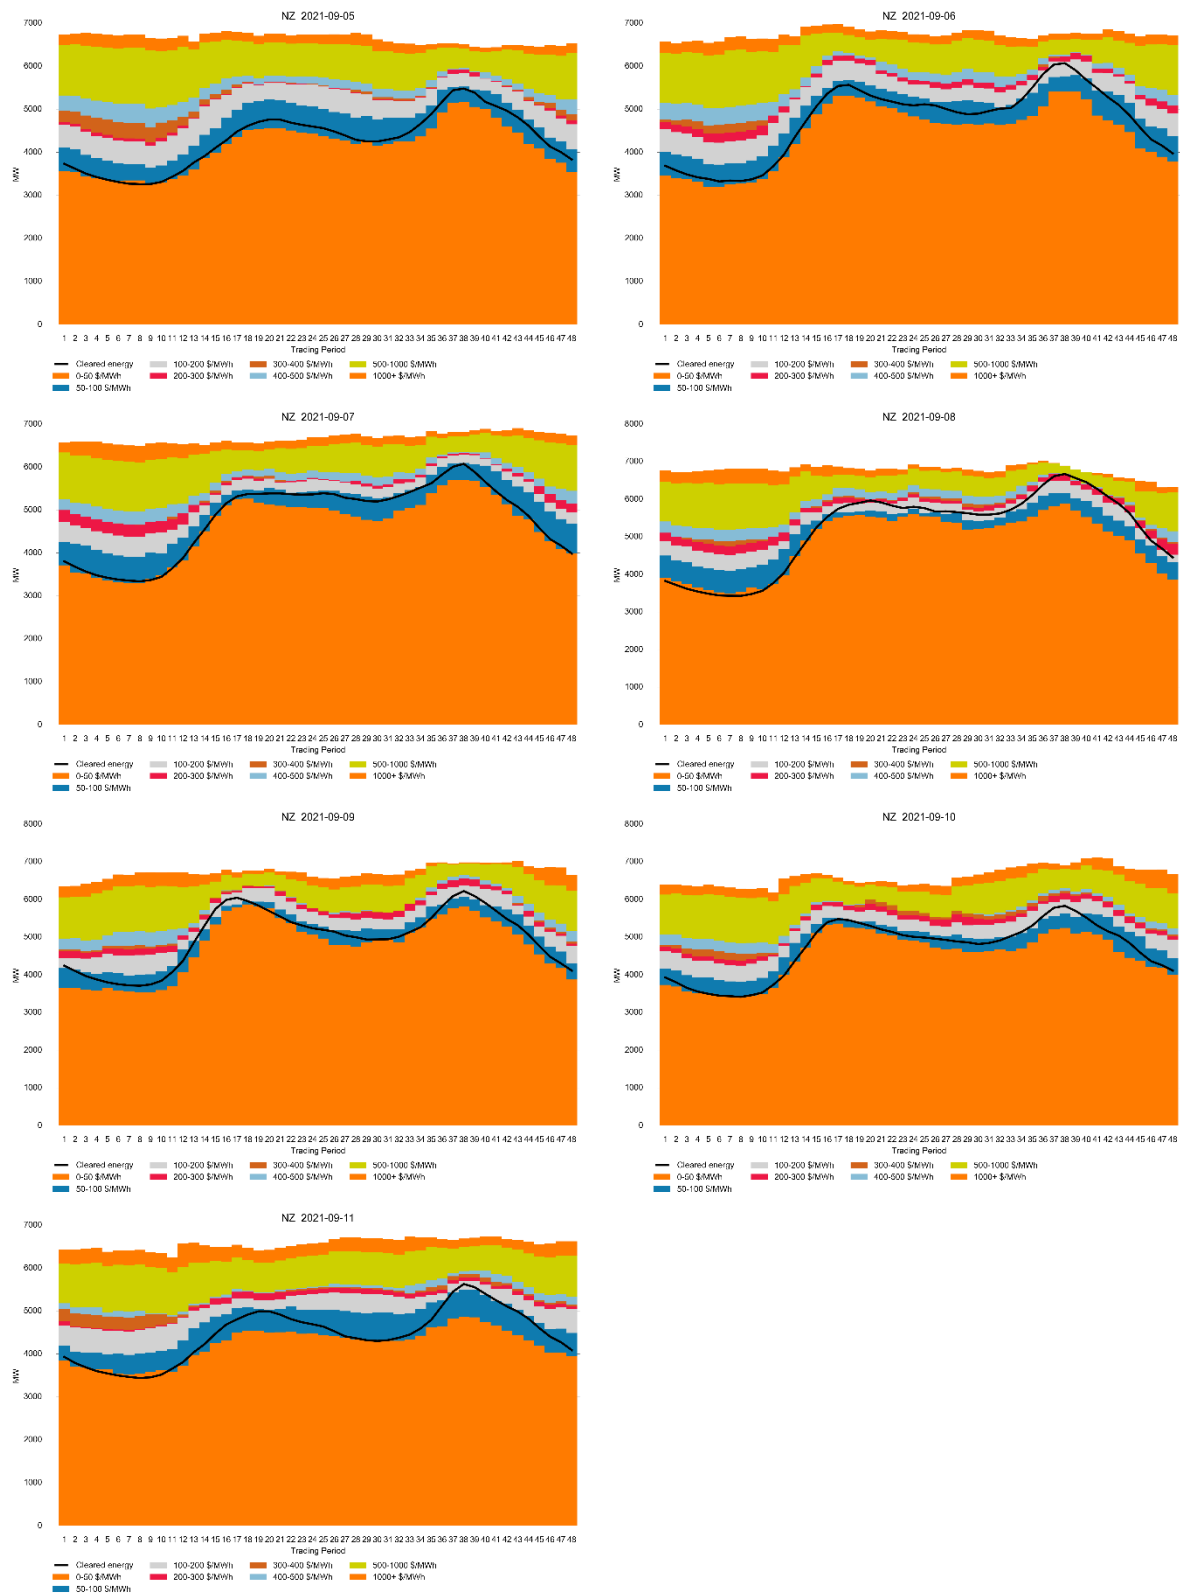 NZ 2021-09-05
7000
6000
5000
4000
3000
2000
1000
0
MW
1 2 3 4 5 6 7 8 9 10 11 12 13 14 15 16 17 18 19 20 21 22 23 24 25 26 27 28 29 30 31 32 33 34 35 36 37 38 39 40 41 42 43 44 45 46 47 48
Trading Period
Cleared energy 100-200 $/MWh 300-400 $/MWh 500-1000 $/MWh
0-50 $/MWh 200-300 $/MWh 400-500 $/MWh 1000+ $/MWh
50-100 $/MWh
NZ 2021-09-06
7000
6000
5000
4000
3000
2000
1000
0
MW
1 2 3 4 5 6 7 8 9 10 11 12 13 14 15 16 17 18 19 20 21 22 23 24 25 26 27 28 29 30 31 32 33 34 35 36 37 38 39 40 41 42 43 44 45 46 47 48
Trading Period
Cleared energy 100-200 $/MWh 300-400 $/MWh 500-1000 $/MWh
0-50 $/MWh 200-300 $/MWh 400-500 $/MWh 1000+ $/MWh
50-100 $/MWh
NZ 2021-09-07
7000
6000
5000
4000
3000
2000
1000
0
MW
1 2 3 4 5 6 7 8 9 10 11 12 13 14 15 16 17 18 19 20 21 22 23 24 25 26 27 28 29 30 31 32 33 34 35 36 37 38 39 40 41 42 43 44 45 46 47 48
Trading Period
Cleared energy 100-200 $/MWh 300-400 $/MWh 500-1000 $/MWh
0-50 $/MWh 200-300 $/MWh 400-500 $/MWh 1000+ $/MWh
50-100 $/MWh
NZ 2021-09-08
8000
7000
6000
5000
4000
3000
2000
1000
0
MW
1 2 3 4 5 6 7 8 9 10 11 12 13 14 15 16 17 18 19 20 21 22 23 24 25 26 27 28 29 30 31 32 33 34 35 36 37 38 39 40 41 42 43 44 45 46 47 48
Trading Period
Cleared energy 100-200 $/MWh 300-400 $/MWh 500-1000 $/MWh
0-50 $/MWh 200-300 $/MWh 400-500 $/MWh 1000+ $/MWh
50-100 $/MWh
NZ 2021-09-09
8000
7000
6000
5000
4000
3000
2000
1000
0
MW
1 2 3 4 5 6 7 8 9 10 11 12 13 14 15 16 17 18 19 20 21 22 23 24 25 26 27 28 29 30 31 32 33 34 35 36 37 38 39 40 41 42 43 44 45 46 47 48
Trading Period
Cleared energy 100-200 $/MWh 300-400 $/MWh 500-1000 $/MWh
0-50 $/MWh 200-300 $/MWh 400-500 $/MWh 1000+ $/MWh
50-100 $/MWh
NZ 2021-09-10
8000
7000
6000
5000
4000
3000
2000
1000
0
MW
1 2 3 4 5 6 7 8 9 10 11 12 13 14 15 16 17 18 19 20 21 22 23 24 25 26 27 28 29 30 31 32 33 34 35 36 37 38 39 40 41 42 43 44 45 46 47 48
Trading Period
Cleared energy 100-200 $/MWh 300-400 $/MWh 500-1000 $/MWh
0-50 $/MWh 200-300 $/MWh 400-500 $/MWh 1000+ $/MWh
50-100 $/MWh
NZ 2021-09-11
7000
6000
5000
4000
3000
2000
1000
0
MW
1 2 3 4 5 6 7 8 9 10 11 12 13 14 15 16 17 18 19 20 21 22 23 24 25 26 27 28 29 30 31 32 33 34 35 36 37 38 39 40 41 42 43 44 45 46 47 48
Trading Period
Cleared energy 100-200 $/MWh 300-400 $/MWh 500-1000 $/MWh
0-50 $/MWh 200-300 $/MWh 400-500 $/MWh 1000+ $/MWh
50-100 $/MWh